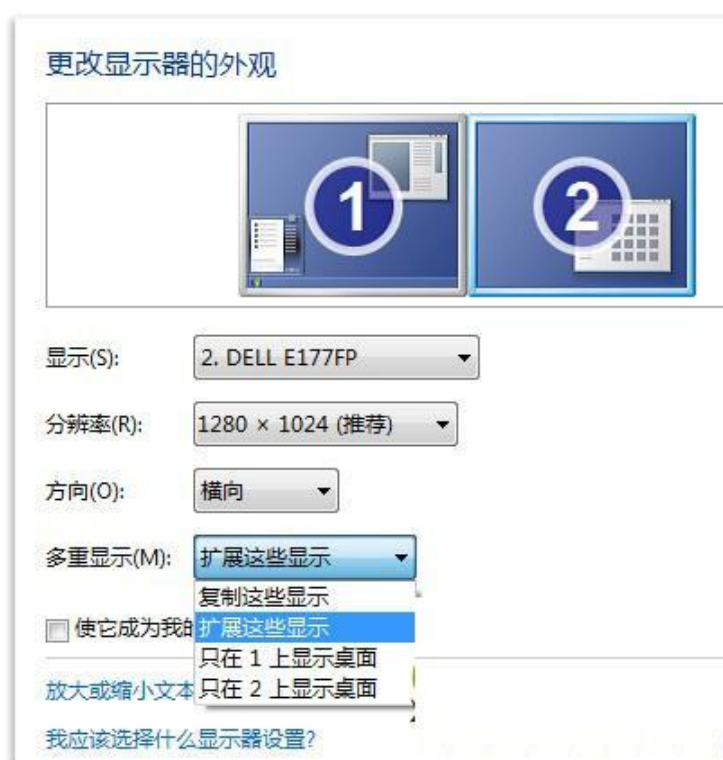 更改显示器的外观
1 2
显示(S): 2. DELL E177FP
分辨率(R): 1280 × 1024 (推荐)
方向(O): 横向
多重显示(M): 扩展这些显示
复制这些显示
使它成为我的 扩展这些显示
只在 1 上显示桌面
放大或缩小文本 只在 2 上显示桌面
我应该选择什么显示器设置?